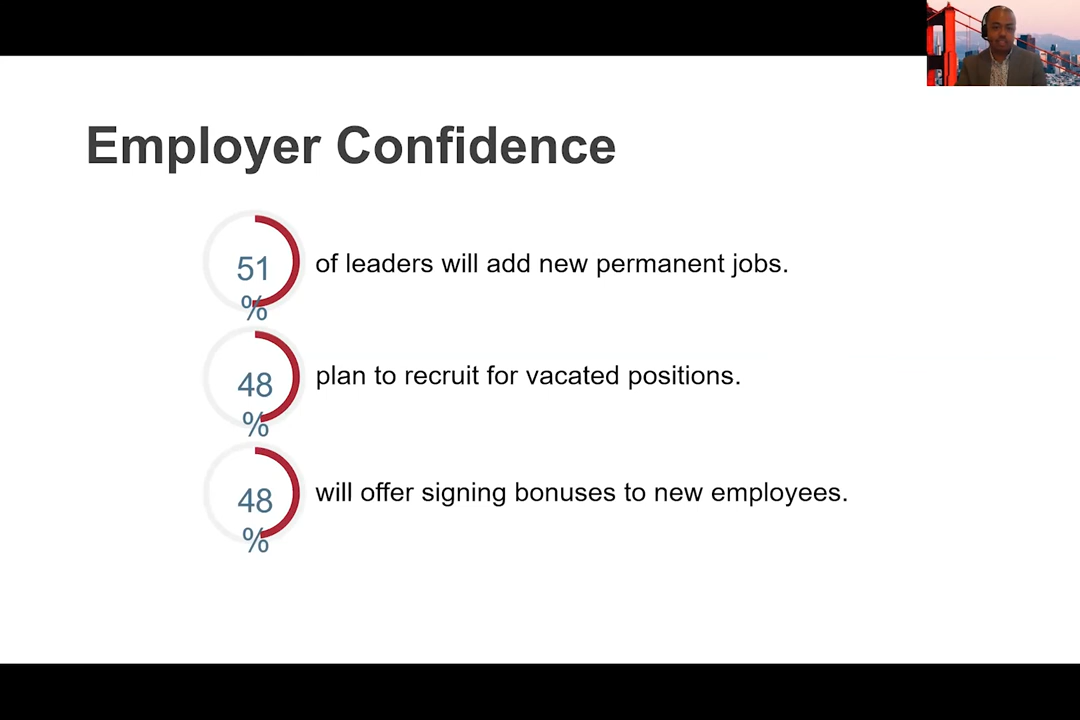 Employer Confidence
51
%
of leaders will add new permanent jobs.
48
%
plan to recruit for vacated positions.
48
%
will offer signing bonuses to new employees.